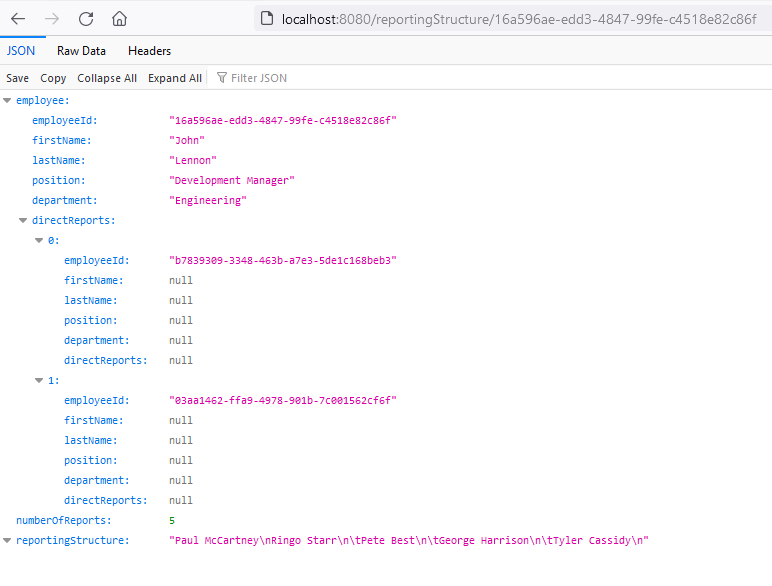 localhost:8080/reportingStructure/16a596ae-edd3-4847-99fe-c4518e82c86f
JSON Raw Data Headers
Save Copy Collapse All Expand All Filter JSON
employee:
employeeId: "16a596ae-edd3-4847-99fe-c4518e82c86f"
firstName: "John"
lastName: "Lennon"
position: "Development Manager"
department: "Engineering"
directReports:
0:
employeeId: "b7839309-3348-463b-a7e3-5de1c168beb3"
firstName: null
lastName: null
position: null
department: null
directReports: null
1:
employeeId: "03aa1462-ffa9-4978-901b-7c001562cf6f"
firstName: null
lastName: null
position: null
department: null
directReports: null
numberOfReports: 5
reportingStructure: "Paul McCartney\nRingo Starr\n\tPete Best\n\tGeorge Harrison\n\tTyler Cassidy\n"